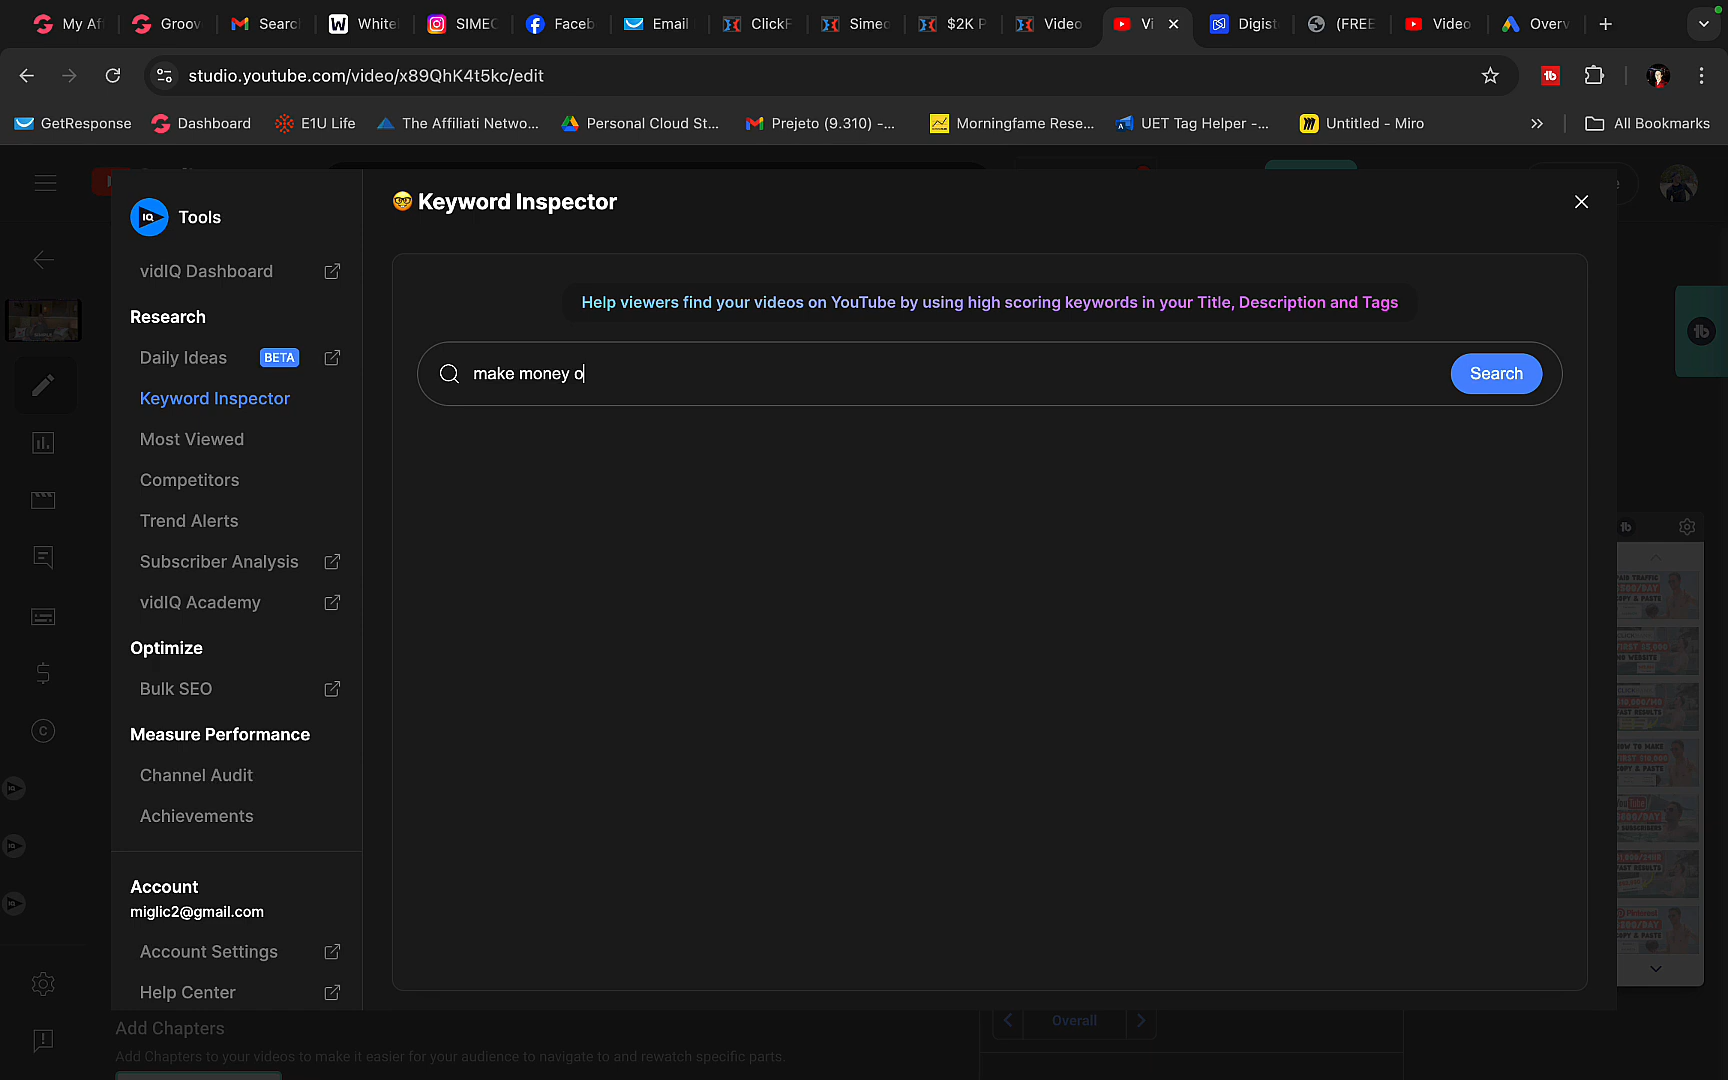 My Af
Groov
Searc
White
SIMEO
Faceb
Email
ClickF
Simeo
$2K P
Video
Vi
Digist
(FREE
Video
Overv
studio.youtube.com/video/x89QhK4t5kc/edit
GetResponse
Dashboard
E1U Life
The Affiliati Netwo...
Personal Cloud St...
Prejeto (9.310) -...
Morningfame Rese...
UET Tag Helper -...
Untitled - Miro
All Bookmarks
IQ
Tools
Keyword Inspector
vidIQ Dashboard
Research
Daily Ideas BETA
Keyword Inspector
Most Viewed
Competitors
Trend Alerts
Subscriber Analysis
vidIQ Academy
Optimize
Bulk SEO
Measure Performance
Channel Audit
Achievements
Account
miglic2@gmail.com
Account Settings
Help Center
Help viewers find your videos on YouTube by using high scoring keywords in your Title, Description and Tags
make money o
Search
Add Chapters
Add Chapters to your videos to make it easier for your audience to navigate to and rewatch specific parts.
Overall